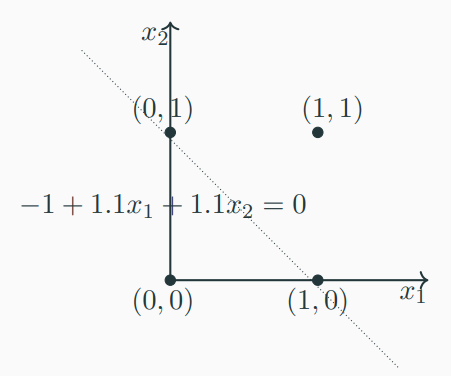 x₂
(0, 1) (1, 1)
−1 + 1.1x₁ + 1.1x₂ = 0
x₁
(0, 0) (1, 0)